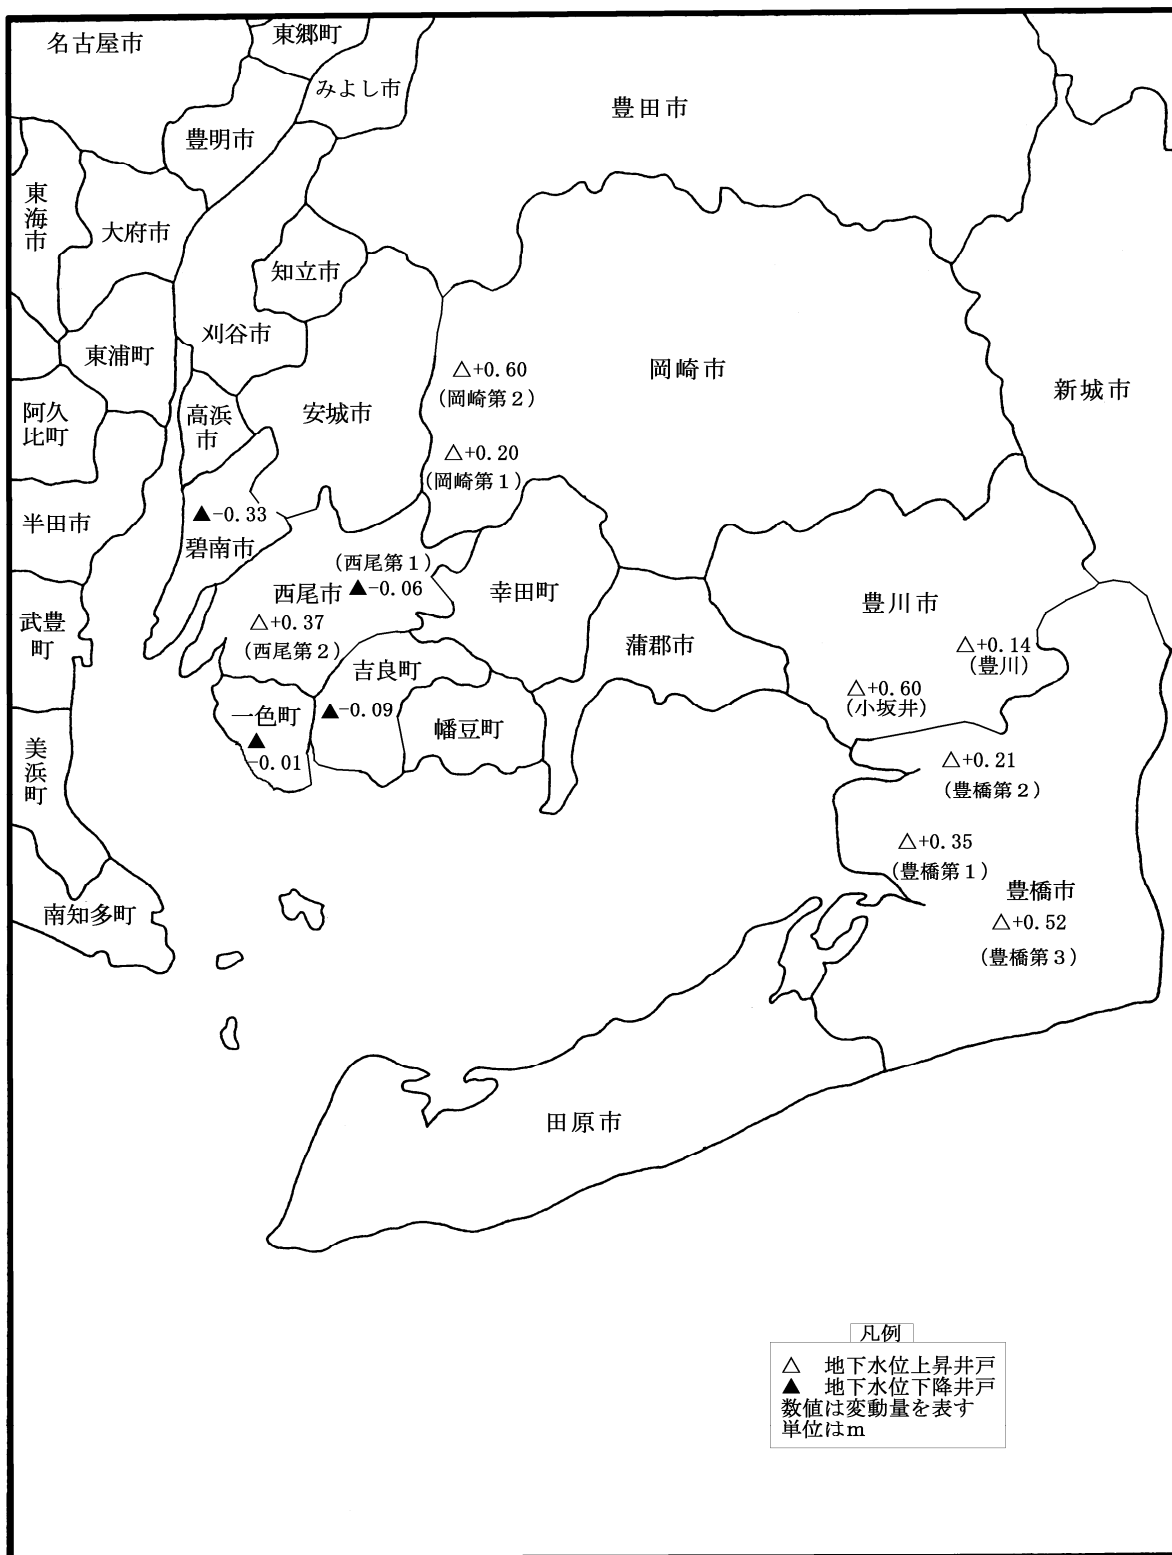 名古屋市
東郷町
みよし市
豊田市
豊明市
東海市
大府市
知立市
刈谷市
東浦町
△+0.60
(岡崎第2)
岡崎市
新城市
阿久
比町
高浜
市
安城市
△+0.20
(岡崎第1)
半田市
▲-0.33
碧南市
(西尾第1)
西尾市
▲-0.06
幸田町
豊川市
武豊
町
△+0.37
(西尾第2)
吉良町
蒲郡市
△+0.14
(豊川)
△+0.60
(小坂井)
一色町
▲
-0.01
▲-0.09
幡豆町
美浜町
△+0.21
(豊橋第2)
△+0.35
(豊橋第1)
豊橋市
△+0.52
(豊橋第3)
南知多町
田原市
凡例
△ 地下水位上昇井戸
▲ 地下水位下降井戸
数値は変動量を表す
単位はm